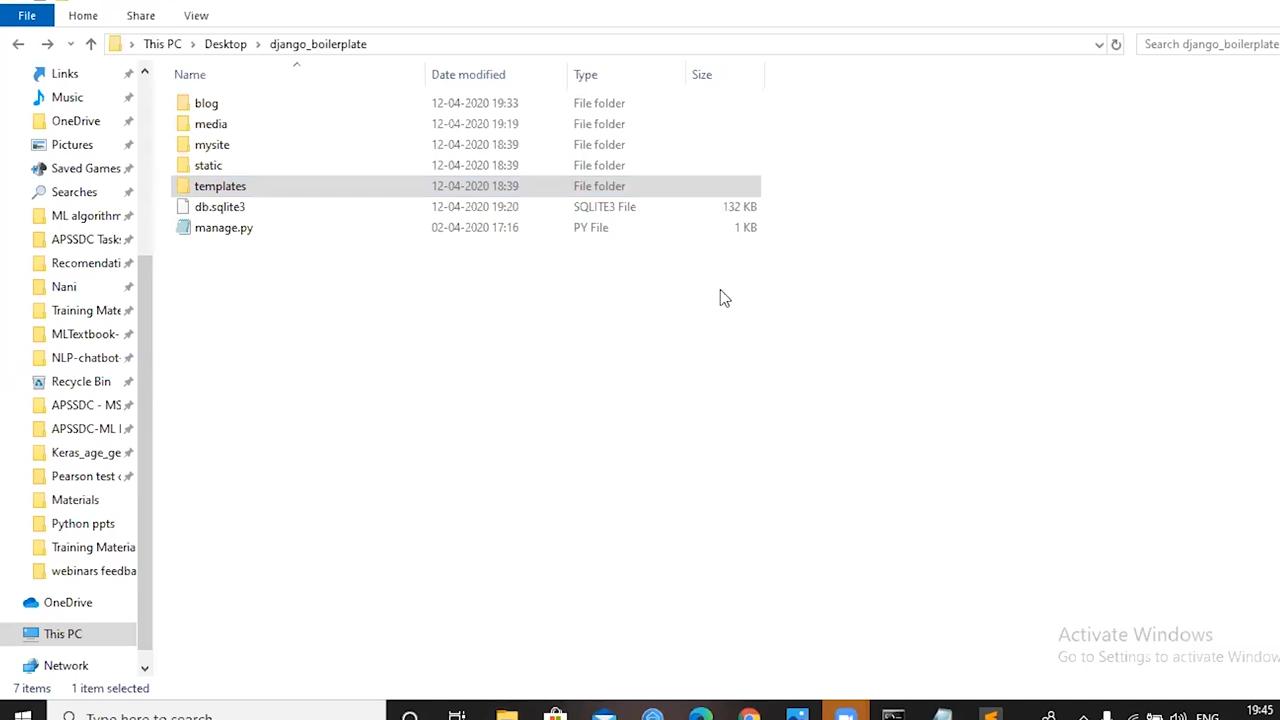 File Home Share View
This PC Desktop django_boilerplate Search django_boilerplate
Name Date modified Type Size
Links
Music
OneDrive
Pictures
Saved Games
Searches
ML algorithm
APSSDC Task
Recomendati
Nani
Training Mate
MLTextbook-
NLP-chatbot-
Recycle Bin
APSSDC - MS
APSSDC-ML
Keras_age_ge
Pearson test
Materials
Python ppts
Training Materia
webinars feedba
OneDrive
This PC
Network
blog 12-04-2020 19:33 File folder
media 12-04-2020 19:19 File folder
mysite 12-04-2020 18:39 File folder
static 12-04-2020 18:39 File folder
templates 12-04-2020 18:39 File folder
db.sqlite3 12-04-2020 19:20 SQLITE3 File 132 KB
manage.py 02-04-2020 17:16 PY File 1 KB
Activate Windows
Go to Settings to activate Window
7 items 1 item selected
Type here to search
ENG
19:45